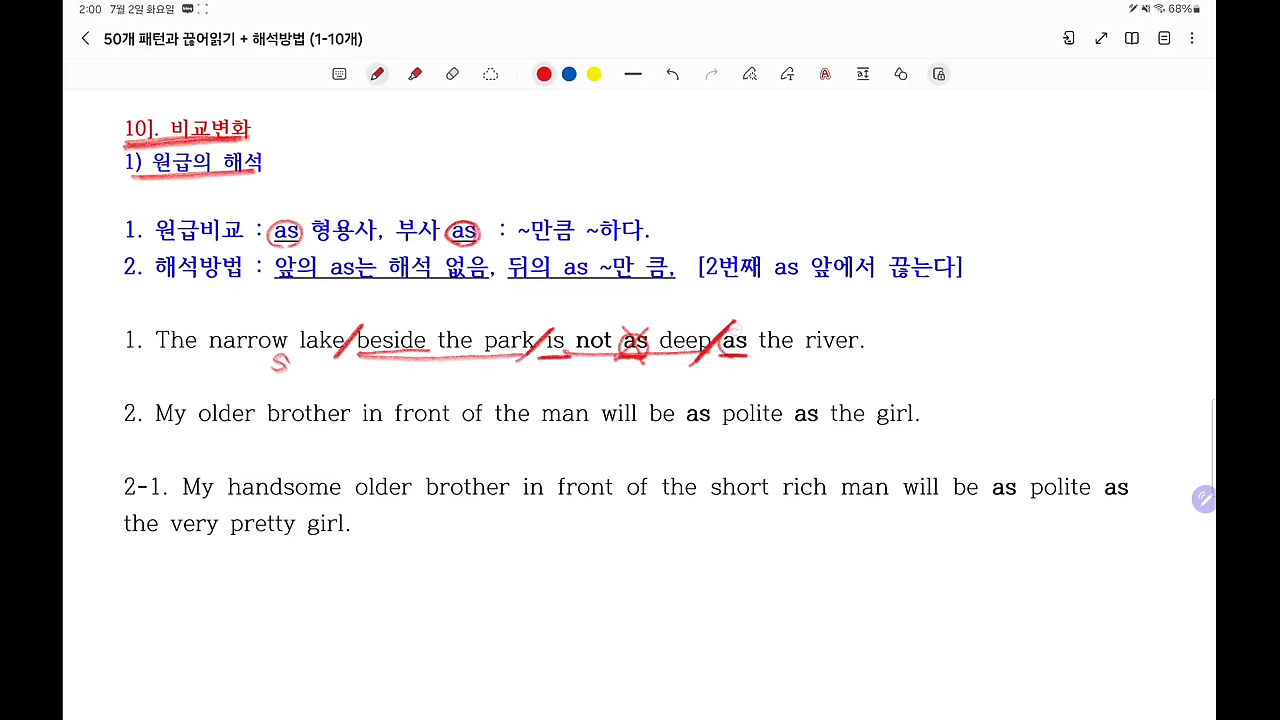 2:00 7월 2일 화요일
68%
50개 패턴과 끊어읽기 + 해석방법 (1-10개)
10]. 비교변화
1) 원급의 해석
1. 원급비교 : as 형용사, 부사 as : ~만큼 ~하다.
2. 해석방법 : 앞의 as는 해석 없음, 뒤의 as ~만 큼, [2번째 as 앞에서 끊는다]
1. The narrow lake beside the park is not as deep as the river.
S
2. My older brother in front of the man will be as polite as the girl.
2-1. My handsome older brother in front of the short rich man will be as polite as
the very pretty girl.